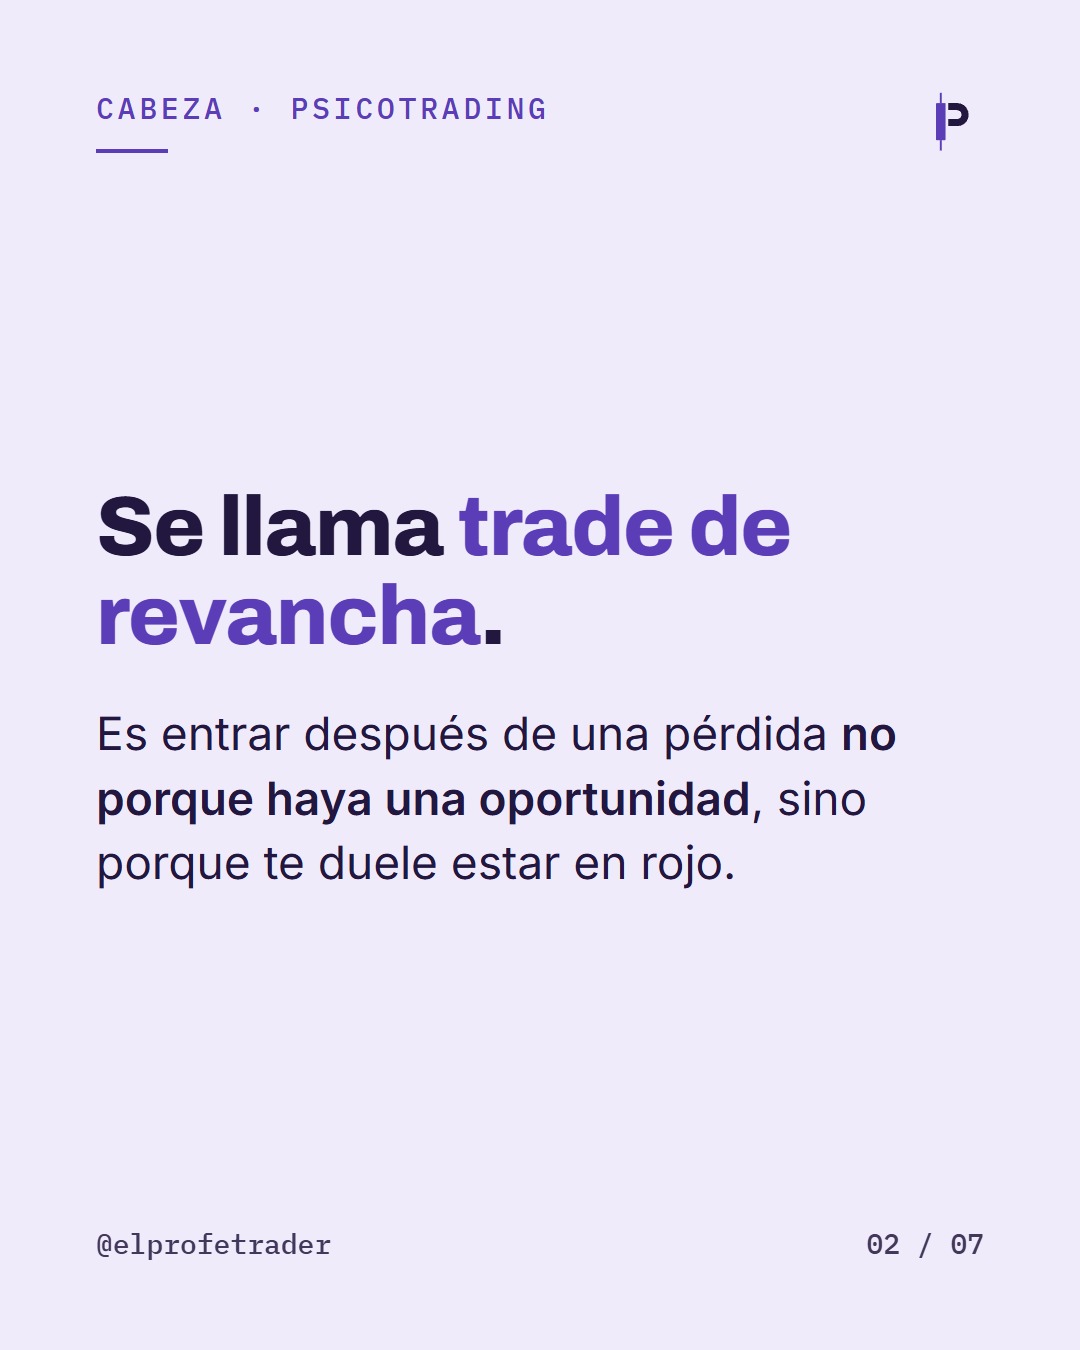 CABEZA · PSICOTRADING
Se llama trade de
revancha.
Es entrar después de una pérdida no
porque haya una oportunidad, sino
porque te duele estar en rojo.
@elprofetrader
02 / 07